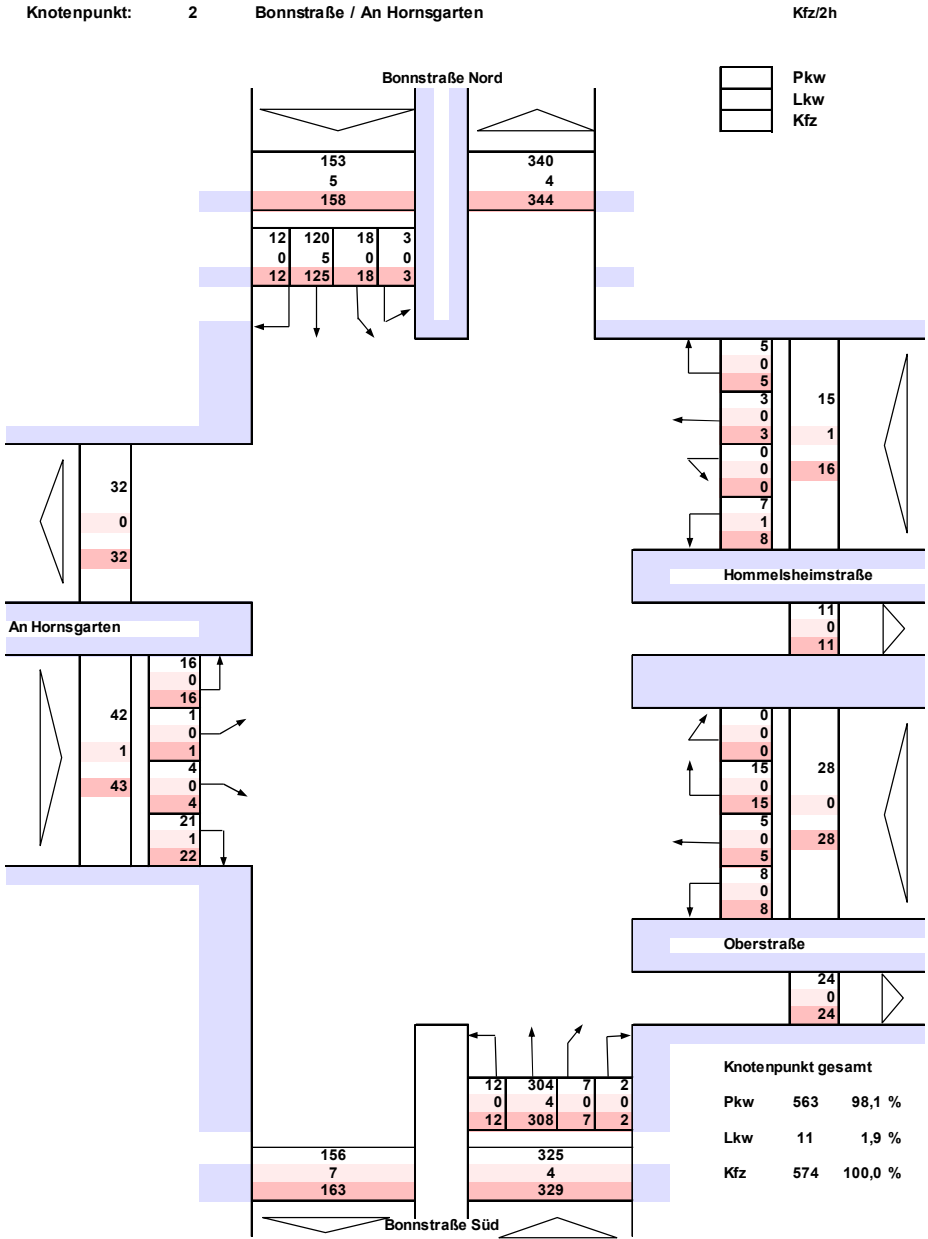 Knotenpunkt: 2 Bonnstraße / An Hornsgarten Kfz/2h
Bonnstraße Nord
Pkw
Lkw
Kfz
153 340
5 4
158 344
12 120 18 3
0 5 0 0
12 125 18 3
5
0
5
3 15
0 1
3
0 16
0
0
7
1
8
32
0
32
Hommelsheimstraße
11
0
11
An Hornsgarten
16
0
16
42 1
0
1 1
4
43 0
4
21
1
22
0
0
0
15 28
0
15 0
5
0 28
5
8
0
8
Oberstraße
24
0
24
12 304 7 2
0 4 0 0
12 308 7 2
156 325
7 4
163 329
Bonnstraße Süd
Knotenpunkt gesamt
Pkw 563 98,1 %
Lkw 11 1,9 %
Kfz 574 100,0 %